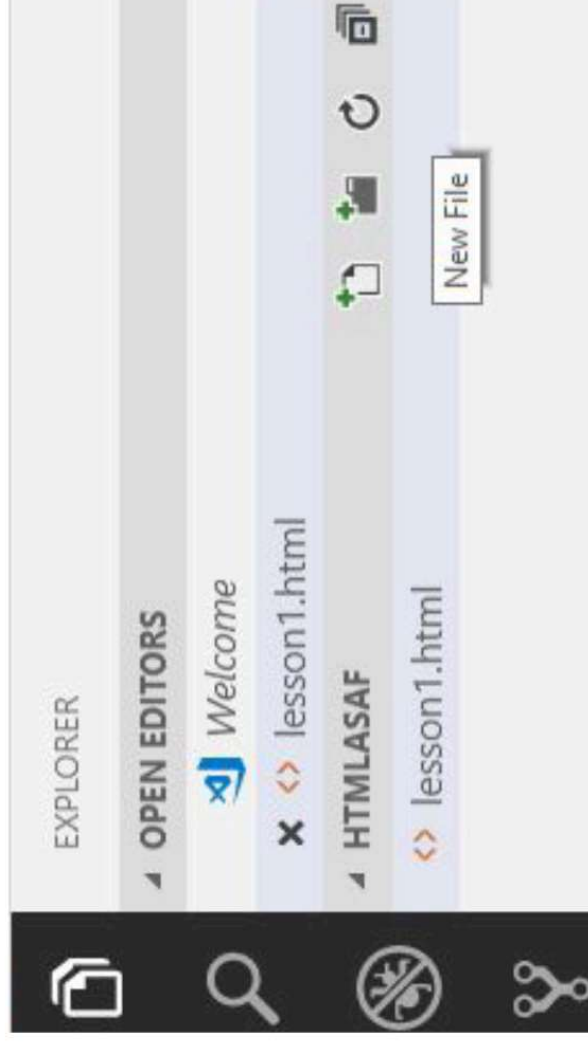 EXPLORER
OPEN EDITORS
Welcome
lesson1.html
HTMLASAF
lesson1.html
New File